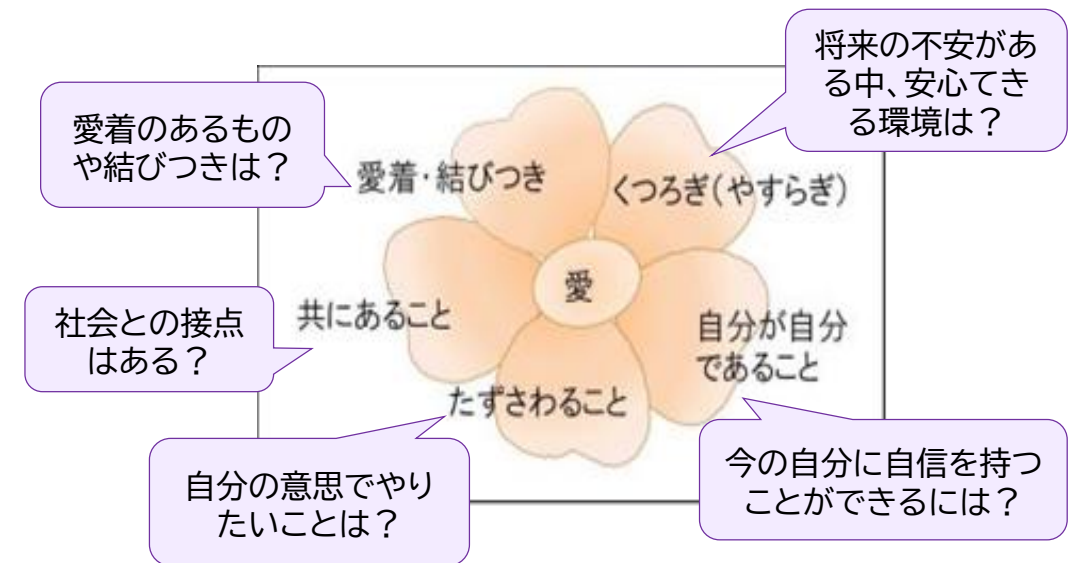 将来の不安があ
る中、安心てき
る環境は？
愛着のあるもの
や結びつきは？
愛着・結びつき
くつろぎ(やすらぎ)
愛
社会との接点
はある？
共にあること
自分が自分
であること
たずさわること
自分の意思でやり
たいことは？
今の自分に自信を持つ
ことができるには？